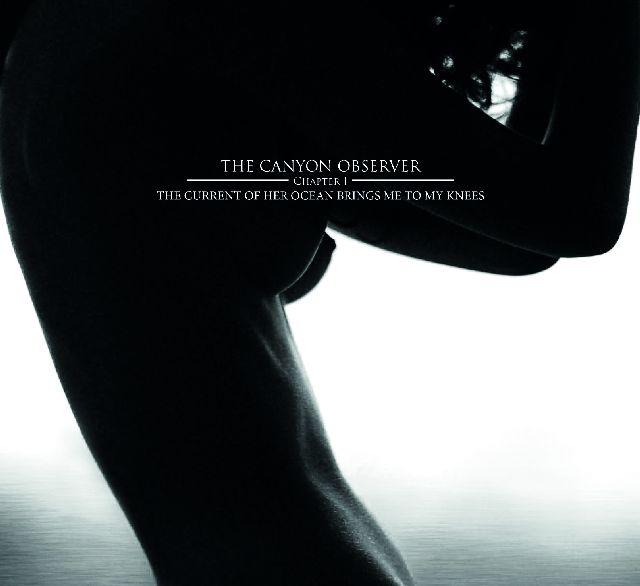 THE CANYON OBSERVER
CHAPTER I
THE CURRENT OF HER OCEAN BRINGS ME TO MY KNEES